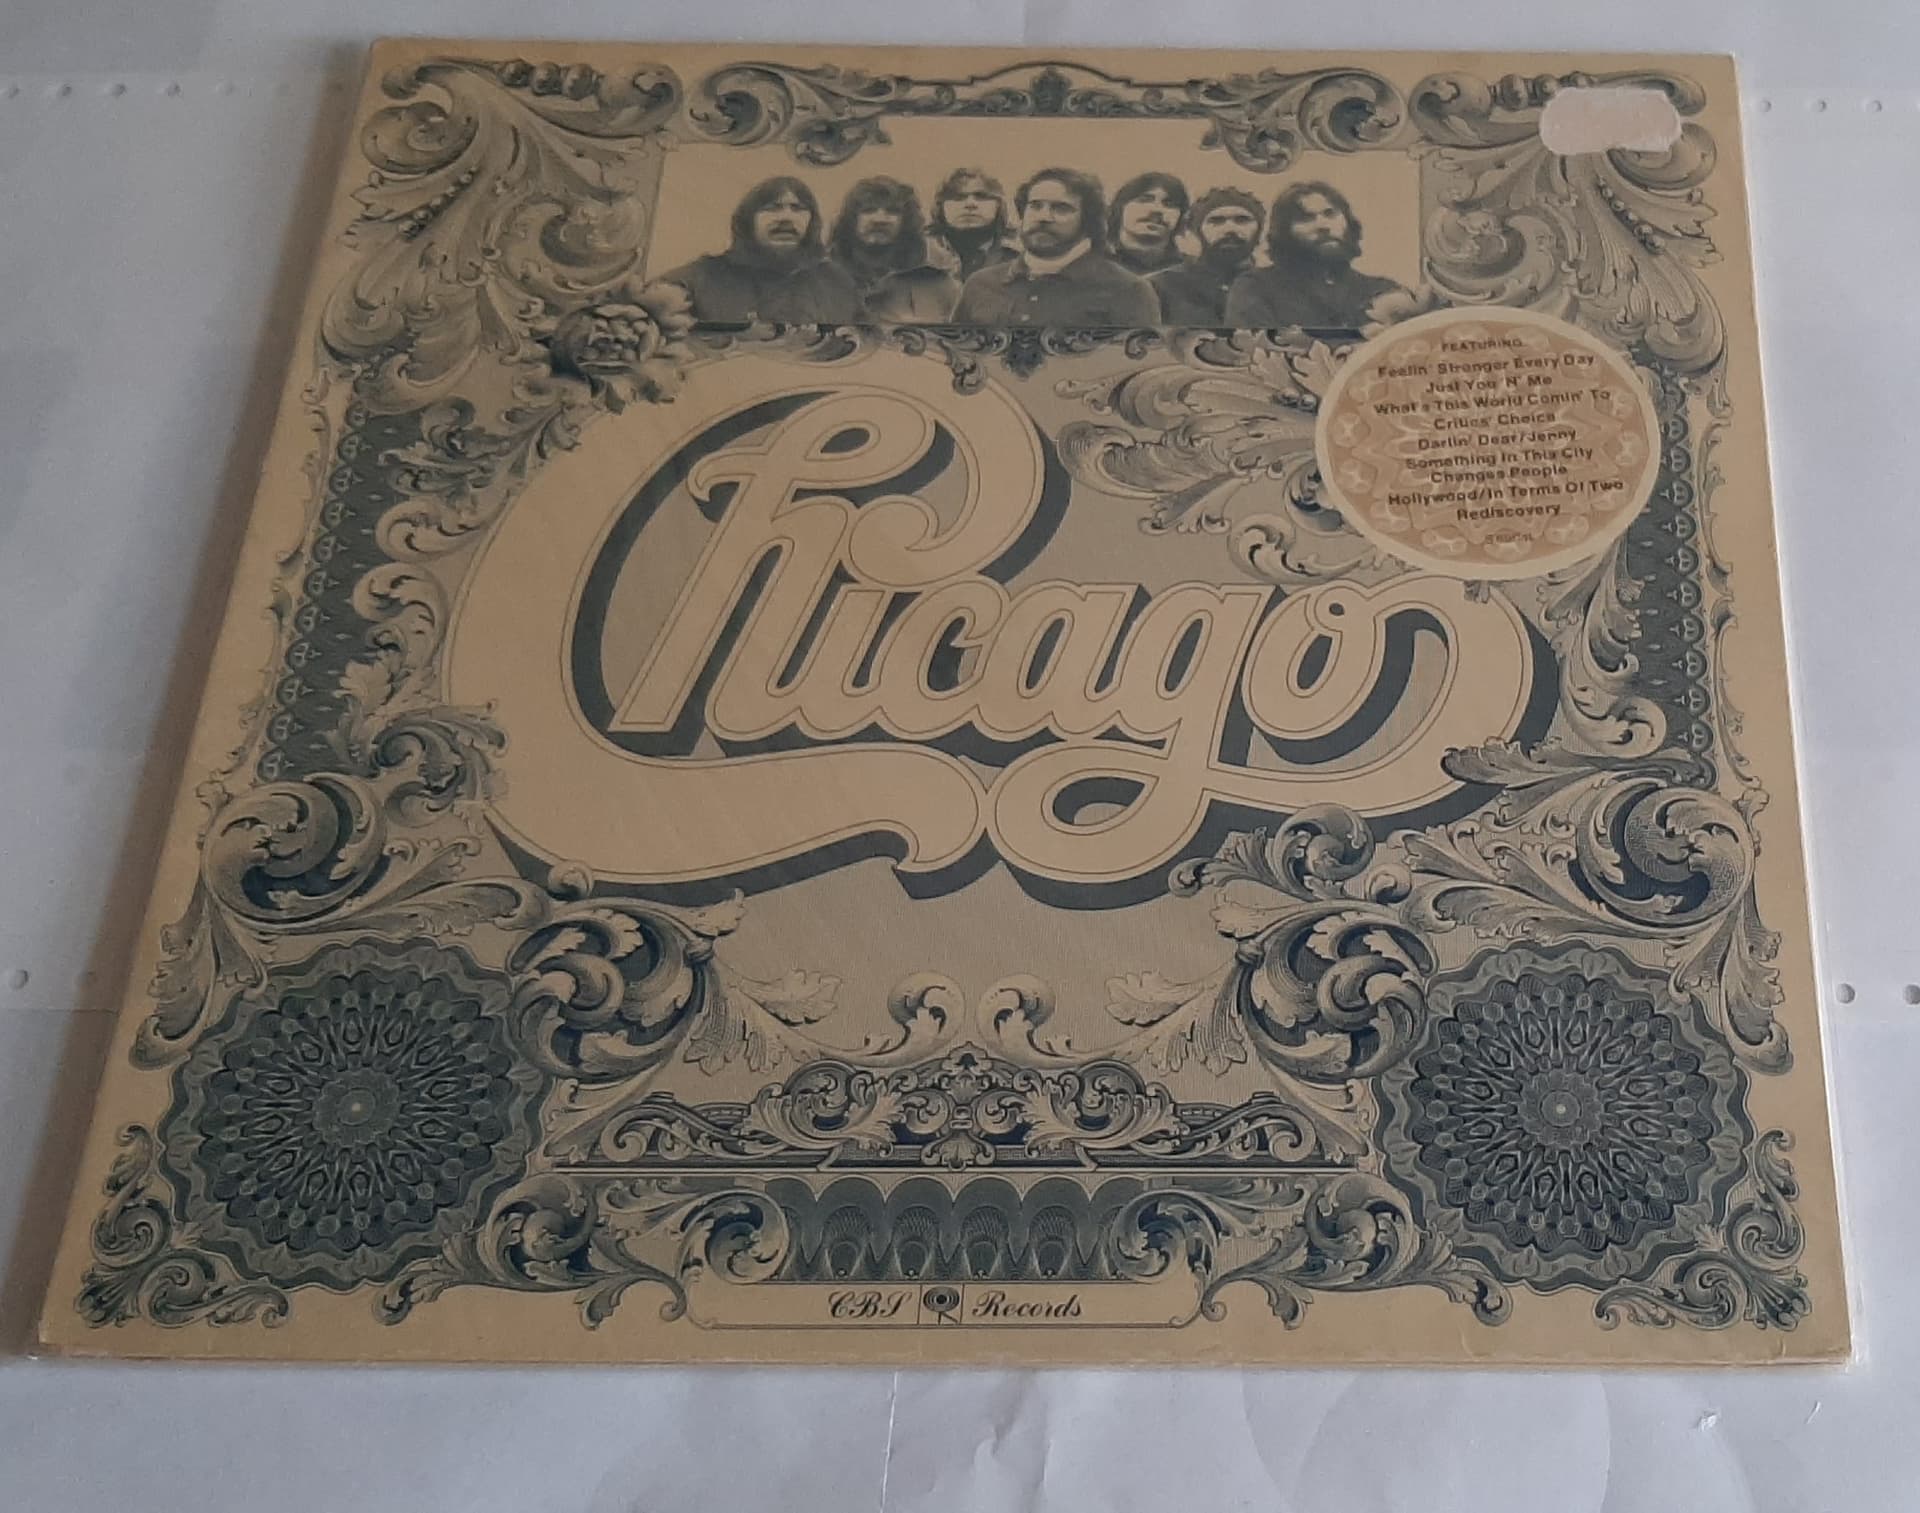 Chicago
FEATURING
Feelin' Stronger Every Day
Just You 'N' Me
What's This World Comin' To
Critics' Choice
Darlin' Dear/Jenny
Something In This City
Changes People
Hollywood/In Terms Of Two
Rediscovery
CBS Records